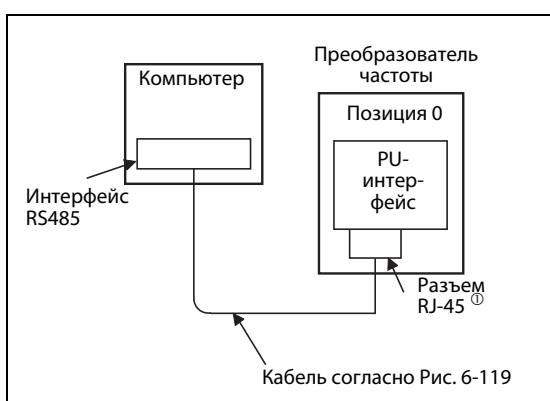 Преобразователь
частоты
Компьютер
Позиция 0
PU-
интер-
фейс
Интерфейс
RS485
Разъем
RJ-45 ①
Кабель согласно Рис. 6-119